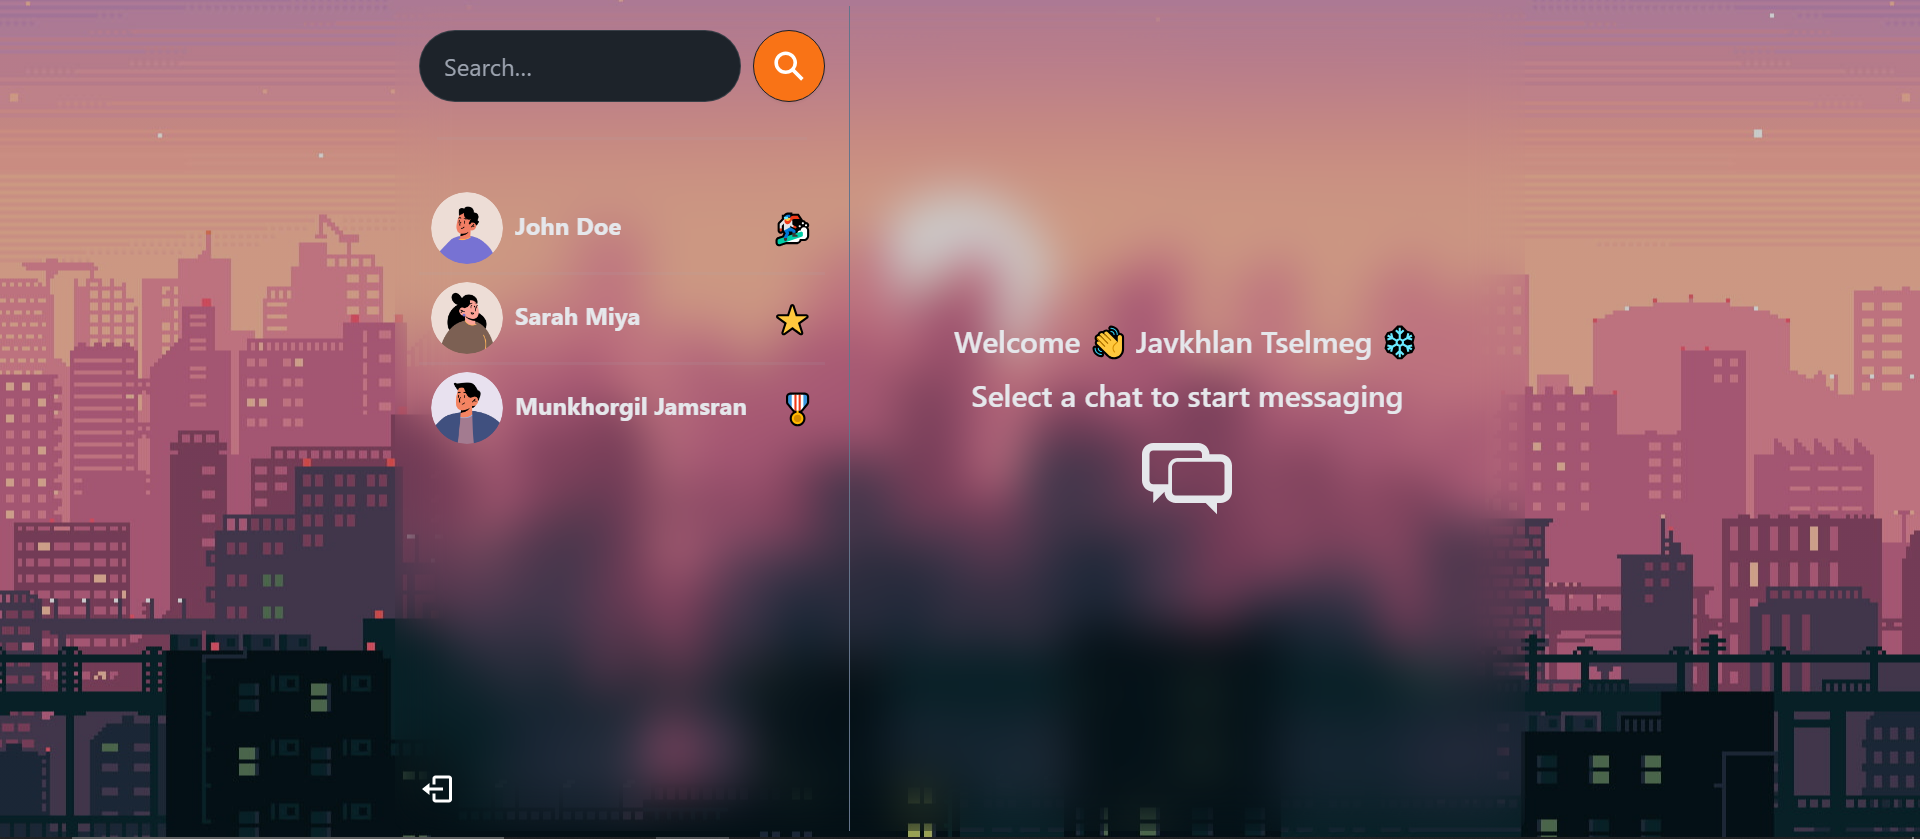 Search...
John Doe
Sarah Miya
Munkhorgil Jamsran
Welcome 👋 Javkhlan Tselmeg ❄️
Select a chat to start messaging